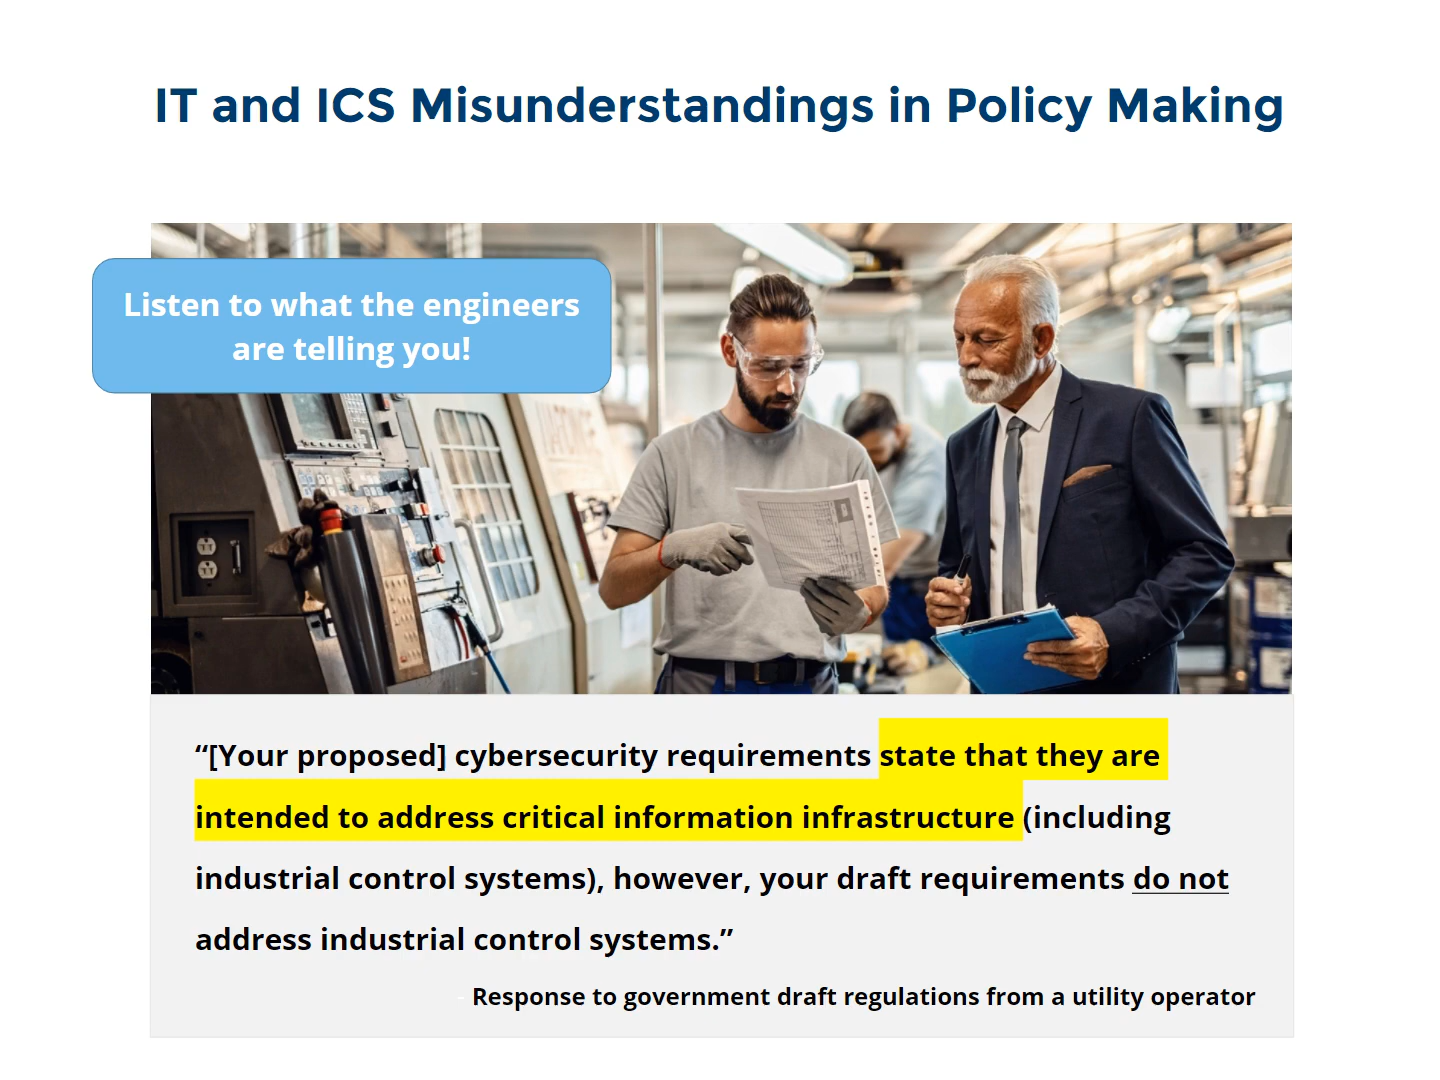 IT and ICS Misunderstandings in Policy Making
Listen to what the engineers
are telling you!
“[Your proposed] cybersecurity requirements state that they are
intended to address critical information infrastructure (including
industrial control systems), however, your draft requirements do not
address industrial control systems.”
- Response to government draft regulations from a utility operator